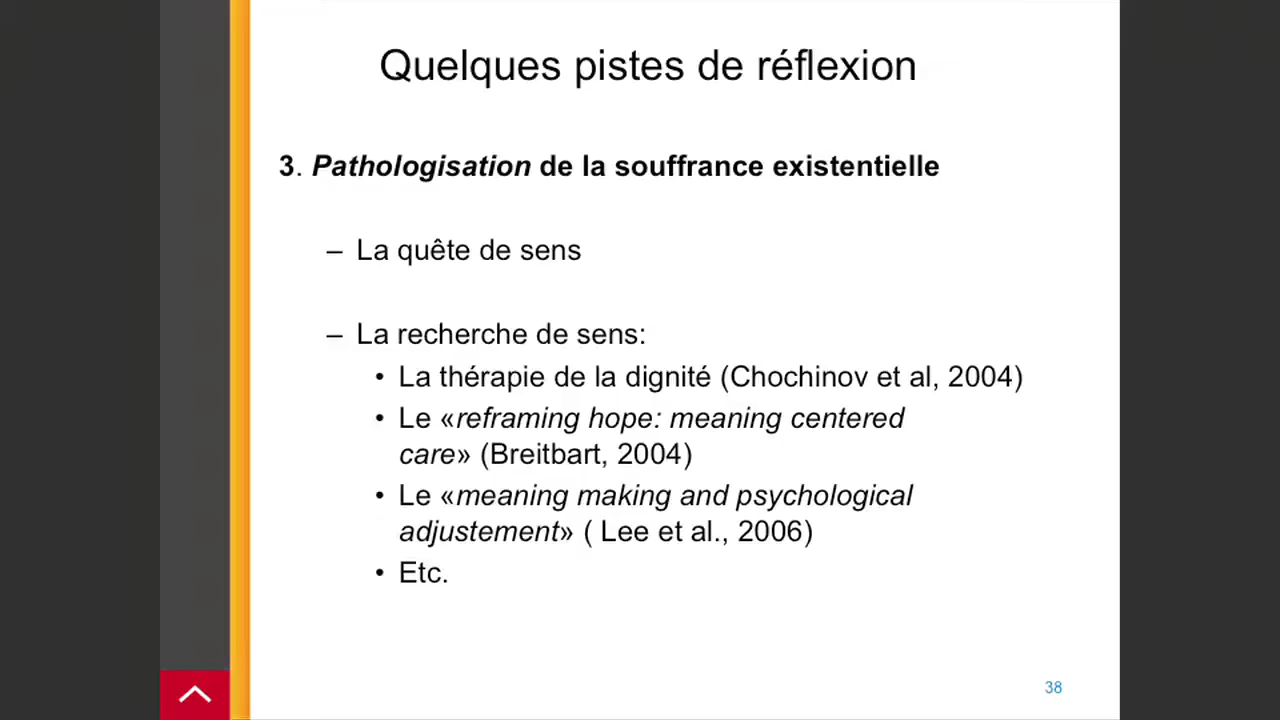 Quelques pistes de réflexion
3. Pathologisation de la souffrance existentielle
– La quête de sens
– La recherche de sens:
• La thérapie de la dignité (Chochinov et al, 2004)
• Le «reframing hope: meaning centered
care» (Breitbart, 2004)
• Le «meaning making and psychological
adjustement» ( Lee et al., 2006)
• Etc.
38